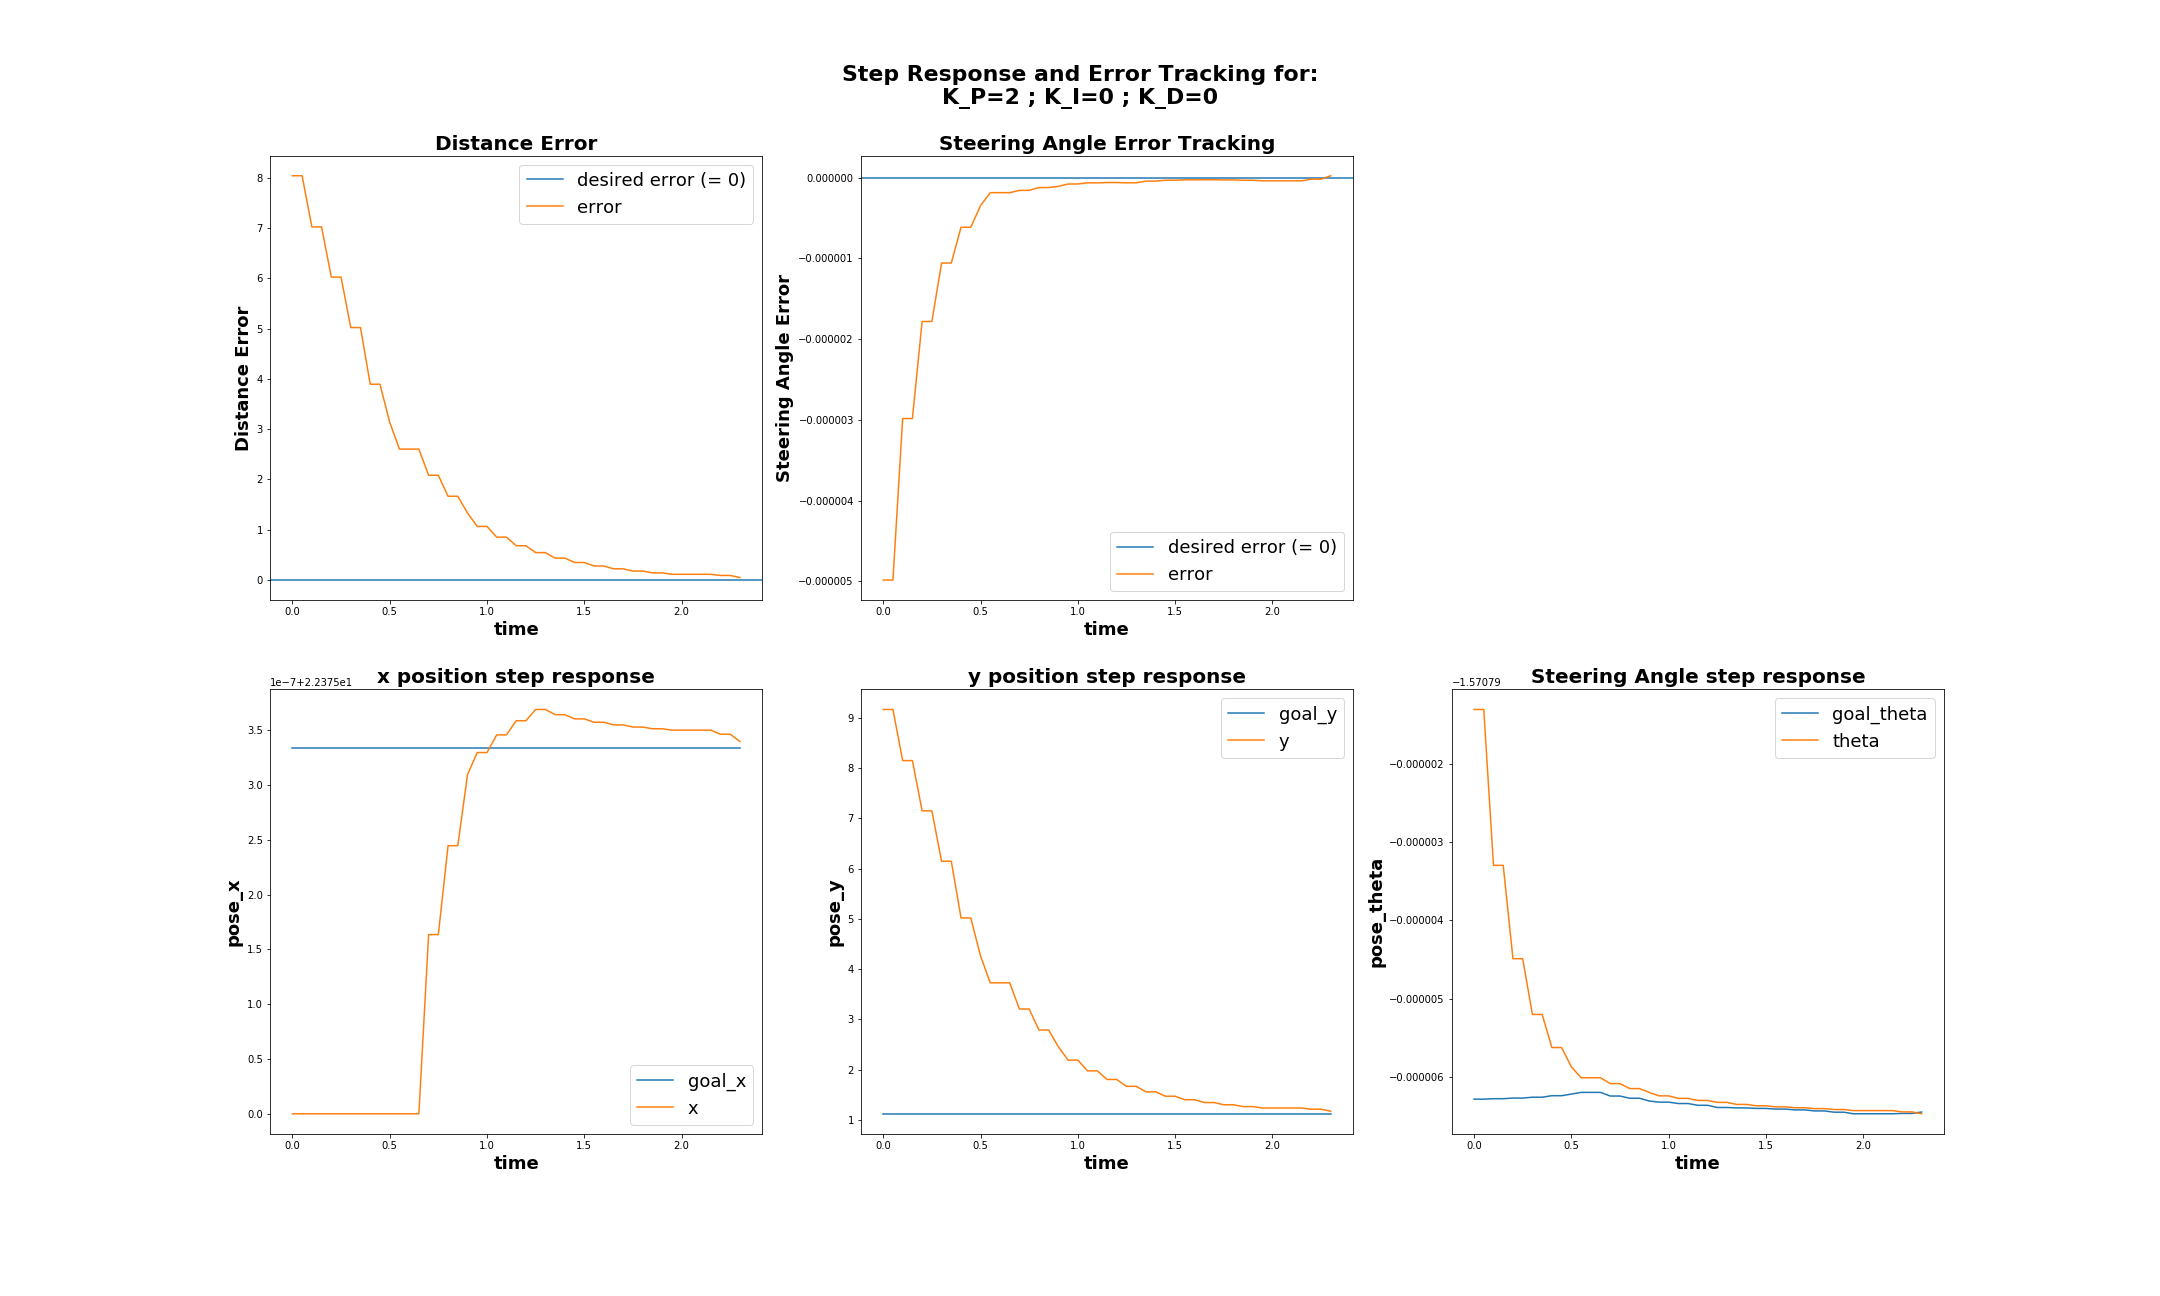 Step Response and Error Tracking for:
K_P=2 ; K_I=0 ; K_D=0
Distance Error
Distance Error
8
7
6
5
4
3
2
1
0
0.0 0.5 1.0 1.5 2.0
time
desired error (= 0)
error
Steering Angle Error Tracking
Steering Angle Error
0.000000
−0.000001
−0.000002
−0.000003
−0.000004
−0.000005
0.0 0.5 1.0 1.5 2.0
time
desired error (= 0)
error
x position step response
1e−7+2.2375e1
pose_x
3.5
3.0
2.5
2.0
1.5
1.0
0.5
0.0
0.0 0.5 1.0 1.5 2.0
time
goal_x
x
y position step response
pose_y
9
8
7
6
5
4
3
2
1
0.0 0.5 1.0 1.5 2.0
time
goal_y
y
Steering Angle step response
−1.57079
pose_theta
−0.000002
−0.000003
−0.000004
−0.000005
−0.000006
0.0 0.5 1.0 1.5 2.0
time
goal_theta
theta